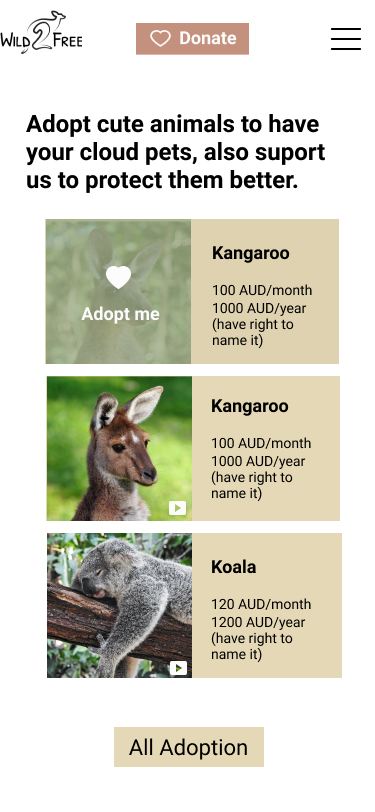 WILD2FREE
Donate
Adopt cute animals to have
your cloud pets, also suport
us to protect them better.
Adopt me
Kangaroo
100 AUD/month
1000 AUD/year
(have right to
name it)
Kangaroo
100 AUD/month
1000 AUD/year
(have right to
name it)
Koala
120 AUD/month
1200 AUD/year
(have right to
name it)
All Adoption